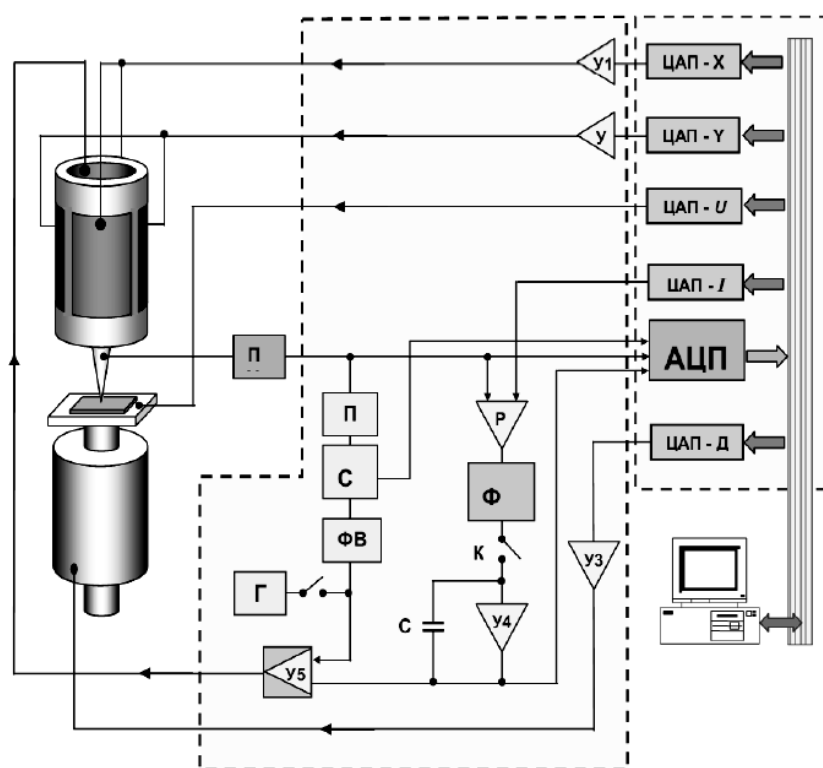 У1
ЦАП - X
У
ЦАП - Y
ЦАП - U
ЦАП - I
П
АЦП
П
Р
ЦАП - Д
С
Ф
ФВ
К
У3
Г
С
У4
У5